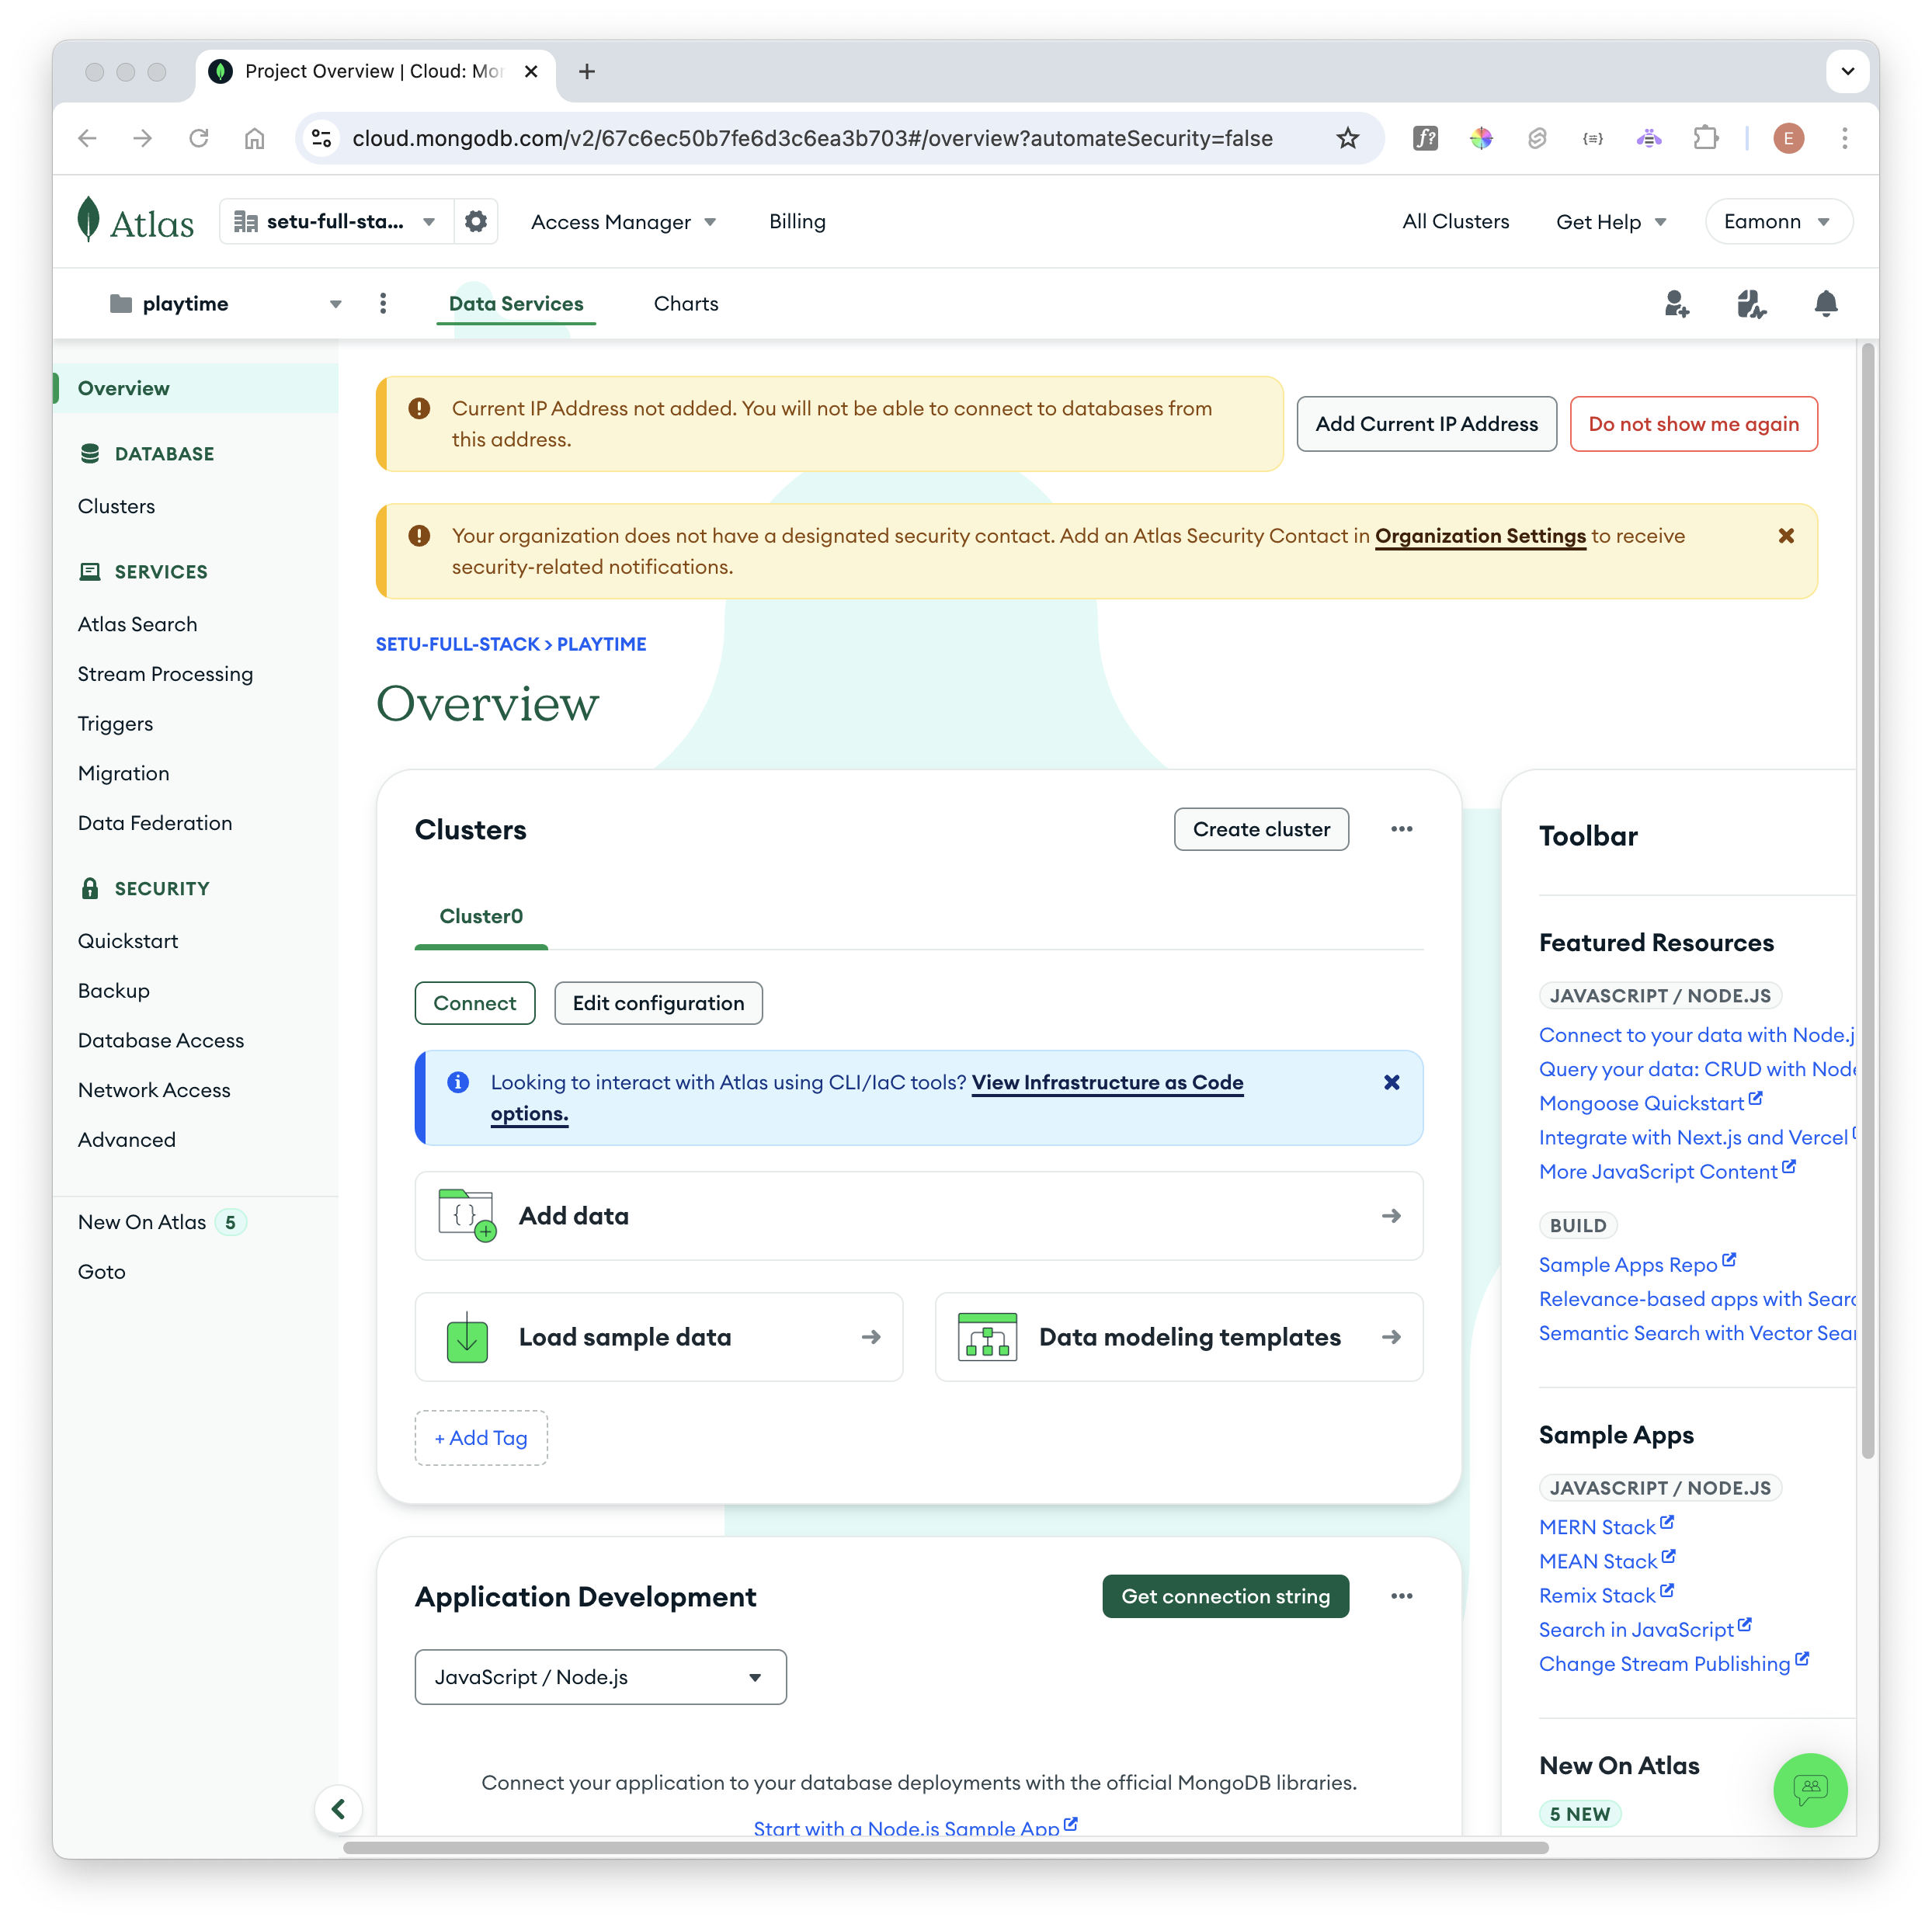 Project Overview | Cloud: Mon
cloud.mongodb.com/v2/67c6ec50b7fe6d3c6ea3b703#/overview?automateSecurity=false
E
Atlas
setu-full-sta...
Access Manager
Billing
All Clusters
Get Help
Eamonn
playtime
Data Services
Charts
Overview
DATABASE
Clusters
SERVICES
Atlas Search
Stream Processing
Triggers
Migration
Data Federation
SECURITY
Quickstart
Backup
Database Access
Network Access
Advanced
New On Atlas 5
Goto
Current IP Address not added. You will not be able to connect to databases from
this address.
Add Current IP Address
Do not show me again
Your organization does not have a designated security contact. Add an Atlas Security Contact in Organization Settings to receive
security-related notifications.
SETU-FULL-STACK > PLAYTIME
Overview
Clusters
Create cluster
Cluster0
Connect
Edit configuration
Looking to interact with Atlas using CLI/IaC tools? View Infrastructure as Code
options.
Add data
Load sample data
Data modeling templates
+ Add Tag
Application Development
Get connection string
JavaScript / Node.js
Connect your application to your database deployments with the official MongoDB libraries.
Start with a Node.js Sample App
Toolbar
Featured Resources
JAVASCRIPT / NODE.JS
Connect to your data with Node.j
Query your data: CRUD with Node
Mongoose Quickstart
Integrate with Next.js and Vercel
More JavaScript Content
BUILD
Sample Apps Repo
Relevance-based apps with Searc
Semantic Search with Vector Sear
Sample Apps
JAVASCRIPT / NODE.JS
MERN Stack
MEAN Stack
Remix Stack
Search in JavaScript
Change Stream Publishing
New On Atlas
5 NEW